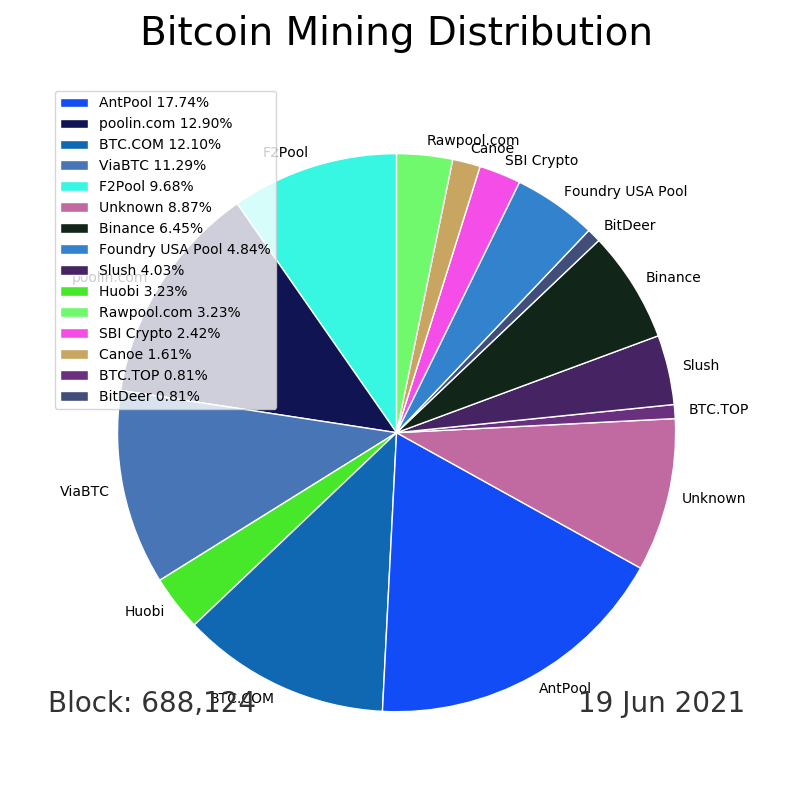 Bitcoin Mining Distribution
AntPool 17.74%
poolin.com 12.90%
BTC.COM 12.10%
ViaBTC 11.29%
F2Pool 9.68%
Unknown 8.87%
Binance 6.45%
Foundry USA Pool 4.84%
Slush 4.03%
Huobi 3.23%
Rawpool.com 3.23%
SBI Crypto 2.42%
Canoe 1.61%
BTC.TOP 0.81%
BitDeer 0.81%
Rawpool.com
Canoe
SBI Crypto
Foundry USA Pool
BitDeer
Binance
Slush
BTC.TOP
Unknown
AntPool
BTC.COM
Huobi
ViaBTC
poolin.com
F2Pool
Block: 688,124
19 Jun 2021